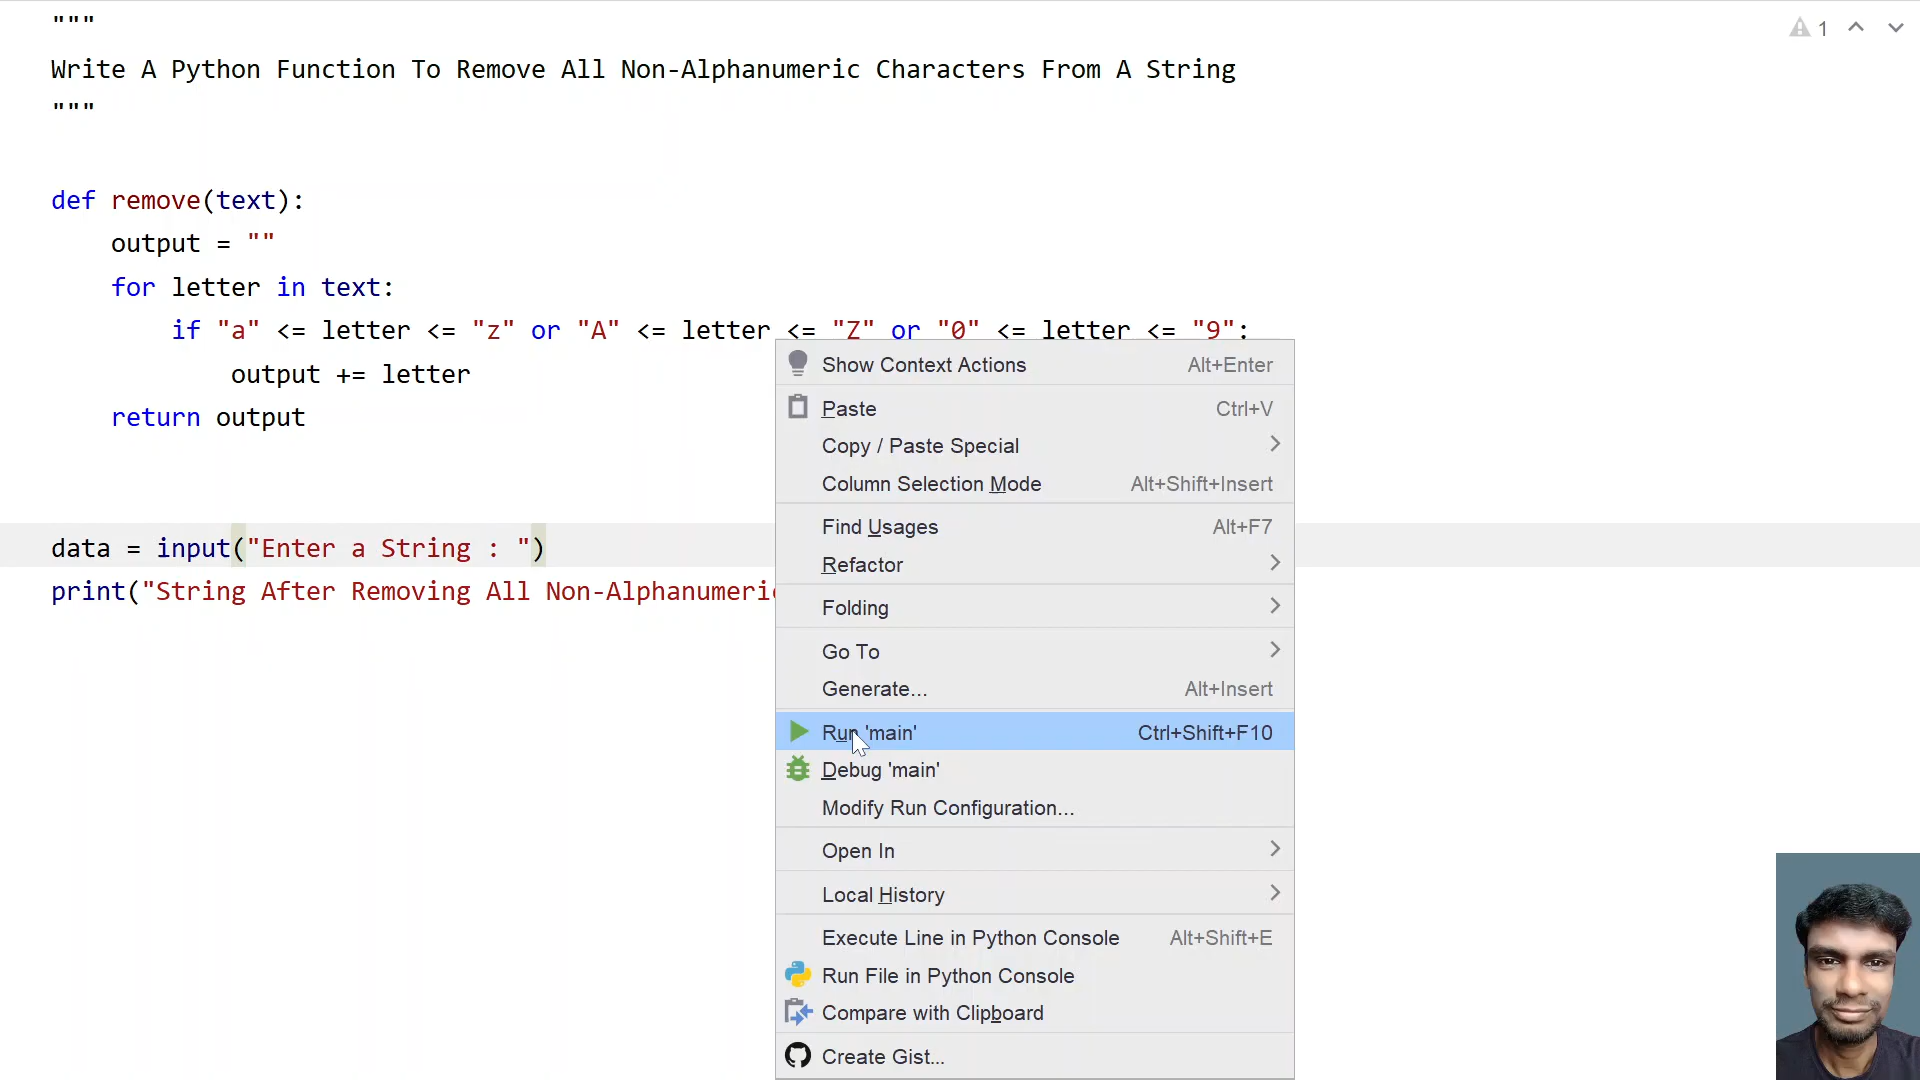 """
1
Write A Python Function To Remove All Non-Alphanumeric Characters From A String
"""
def remove(text):
output = ""
for letter in text:
if "a" <= letter <= "z" or "A" <= letter <= "Z" or "0" <= letter <= "9":
output += letter
return output
data = input("Enter a String : ")
print("String After Removing All Non-Alphanumeric
Show Context Actions Alt+Enter
Paste Ctrl+V
Copy / Paste Special
Column Selection Mode Alt+Shift+Insert
Find Usages Alt+F7
Refactor
Folding
Go To
Generate... Alt+Insert
Run 'main' Ctrl+Shift+F10
Debug 'main'
Modify Run Configuration...
Open In
Local History
Execute Line in Python Console Alt+Shift+E
Run File in Python Console
Compare with Clipboard
Create Gist...